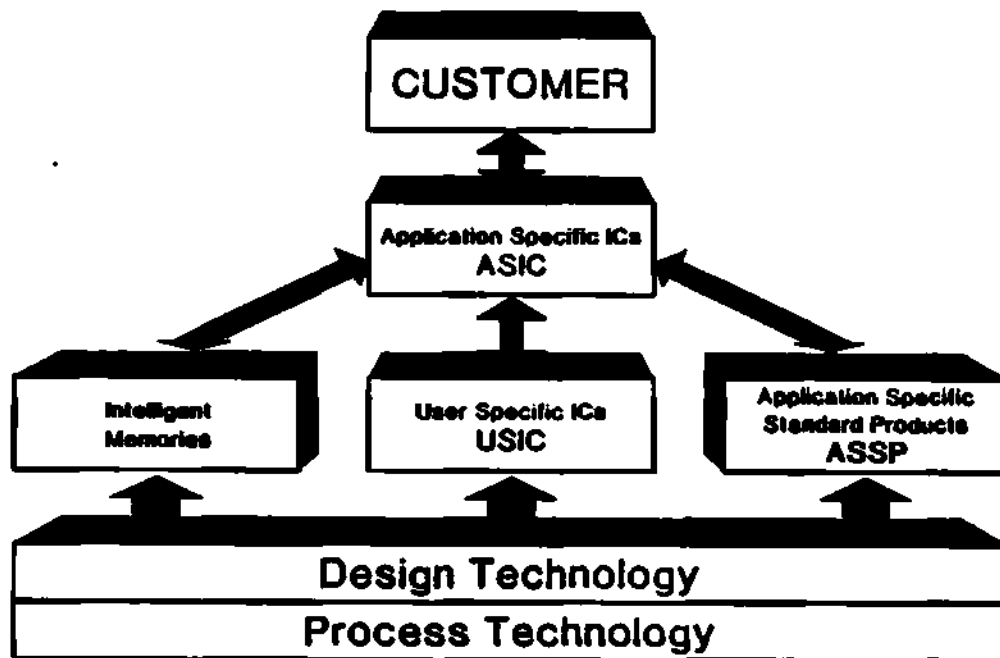 CUSTOMER
Application Specific ICs
ASIC
Intelligent
Memories
User Specific ICs
USIC
Application Specific
Standard Products
ASSP
Design Technology
Process Technology